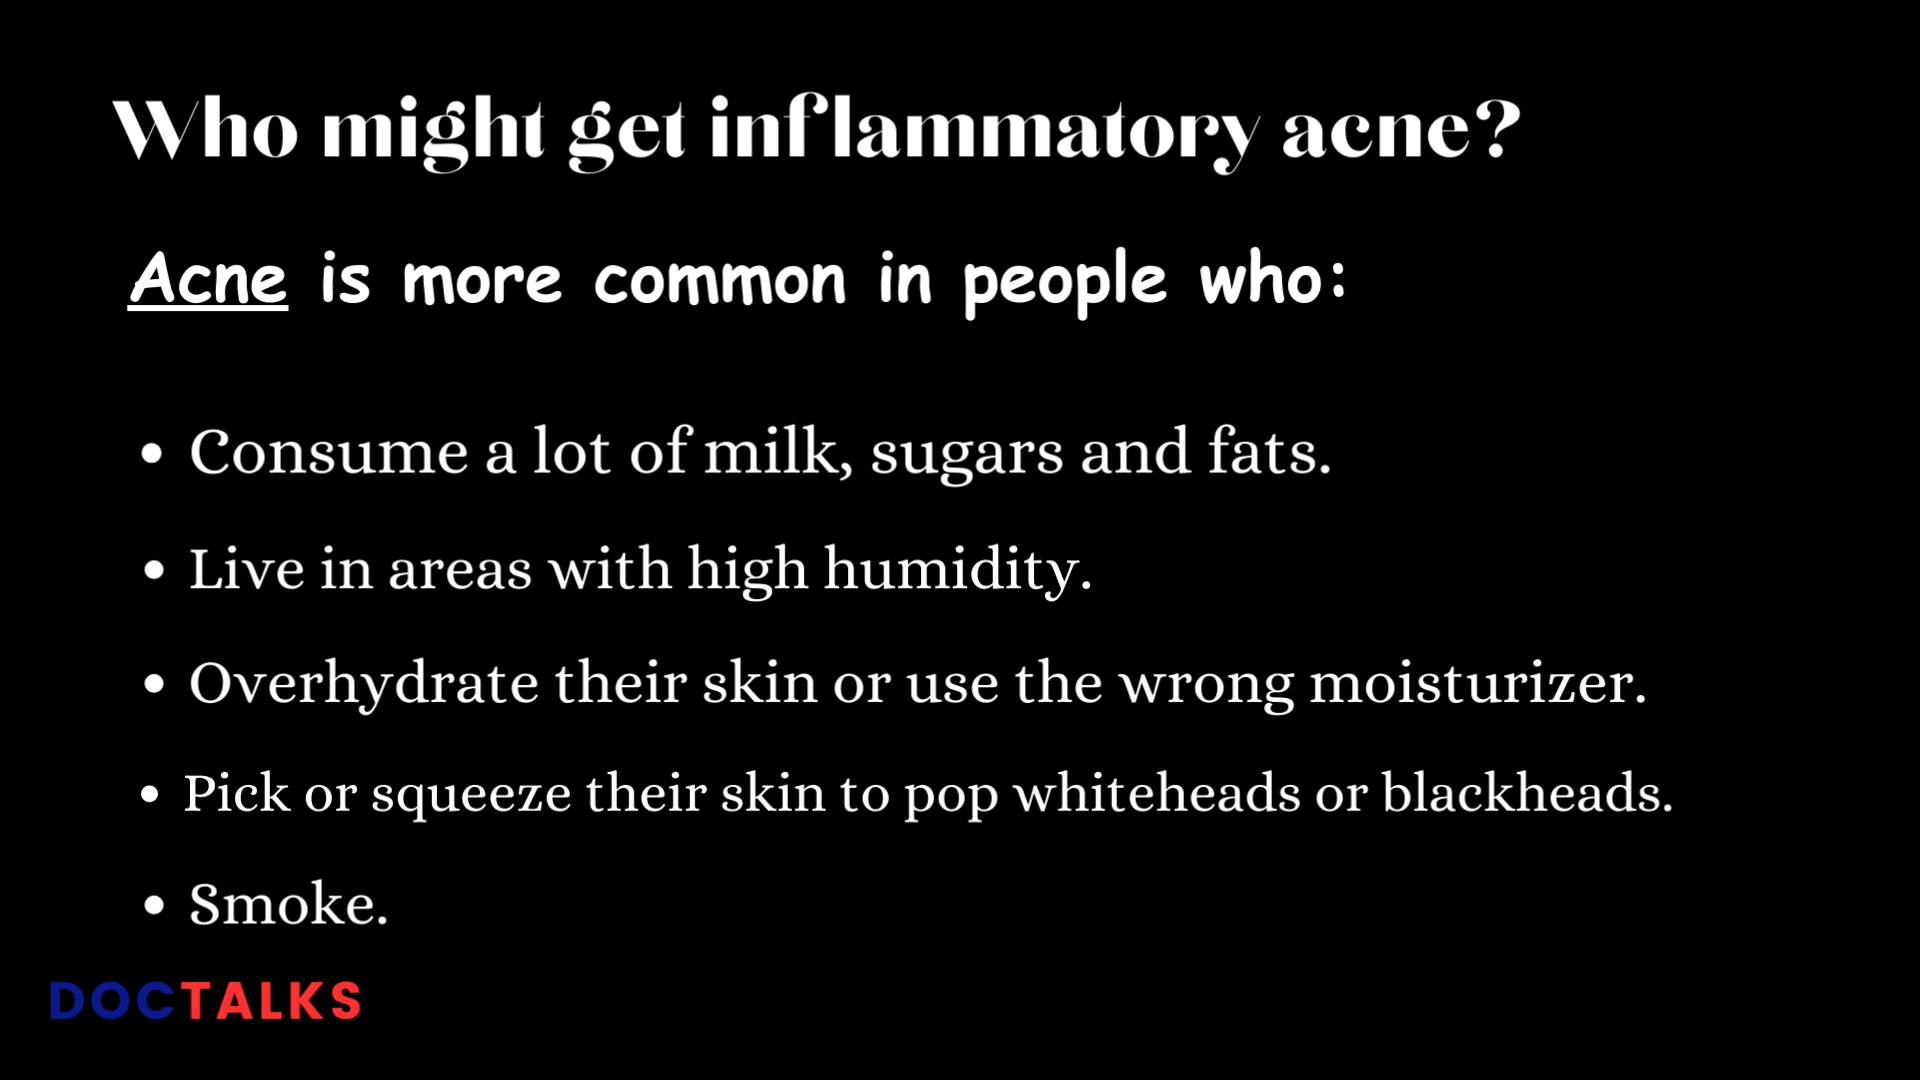 Who might get inflammatory acne?
Acne is more common in people who:
• Consume a lot of milk, sugars and fats.
• Live in areas with high humidity.
• Overhydrate their skin or use the wrong moisturizer.
• Pick or squeeze their skin to pop whiteheads or blackheads.
• Smoke.
DOCTALKS